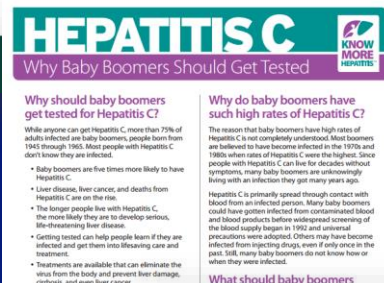 HEPATITIS C
KNOW
MORE
HEPATITIS
Why Baby Boomers Should Get Tested
Why should baby boomers
get tested for Hepatitis C?
While anyone can get Hepatitis C, more than 75% of
adults infected are baby boomers, people born from
1945 through 1965. Most people with Hepatitis C
don't know they are infected.
• Baby boomers are five times more likely to have
Hepatitis C.
• Liver disease, liver cancer, and deaths from
Hepatitis C are on the rise.
• The longer people live with Hepatitis C,
the more likely they are to develop serious,
life-threatening liver disease.
• Getting tested can help people learn if they are
infected and get them into lifesaving care and
treatment.
• Treatments are available that can eliminate the
virus from the body and prevent liver damage,
cirrhosis, and even liver cancer.
Why do baby boomers have
such high rates of Hepatitis C?
The reason that baby boomers have high rates of
Hepatitis C is not completely understood. Most boomers
are believed to have become infected in the 1970s and
1980s when rates of Hepatitis C were the highest. Since
people with Hepatitis C can live for decades without
symptoms, many baby boomers are unknowingly
living with an infection they got many years ago.
Hepatitis C is primarily spread through contact with
blood from an infected person. Many baby boomers
could have gotten infected from contaminated blood
and blood products before widespread screening of
the blood supply began in 1992 and universal
precautions were adopted. Others may have become
infected from injecting drugs, even if only once in the
past. Still, many baby boomers do not know how or
when they were infected.
What should baby boomers